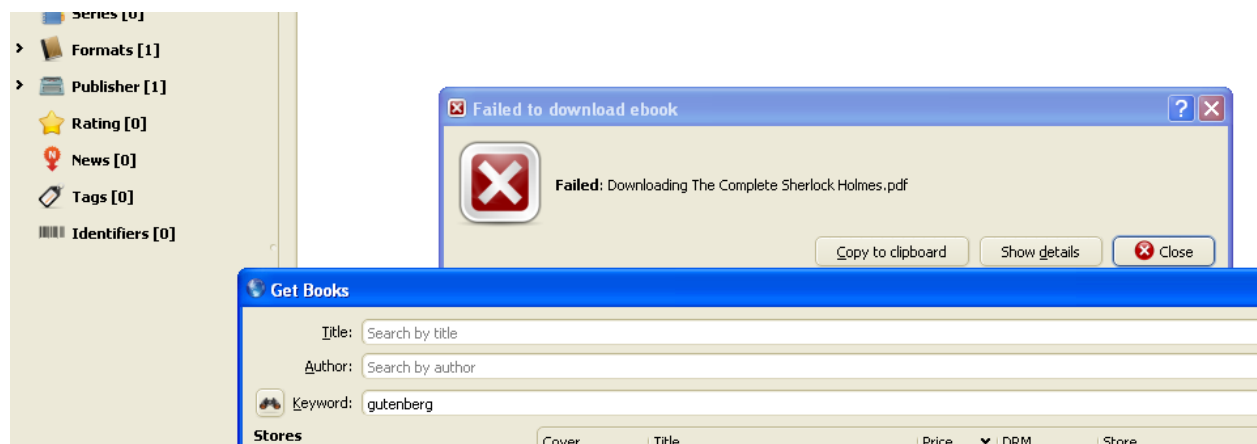 Series [0]
Formats [1]
Publisher [1]
Rating [0]
News [0]
Tags [0]
Identifiers [0]
Failed to download ebook
Failed: Downloading The Complete Sherlock Holmes.pdf
Copy to clipboard Show details Close
Get Books
Title: Search by title
Author: Search by author
Keyword: gutenberg
Stores
Cover Title Price DRM Store